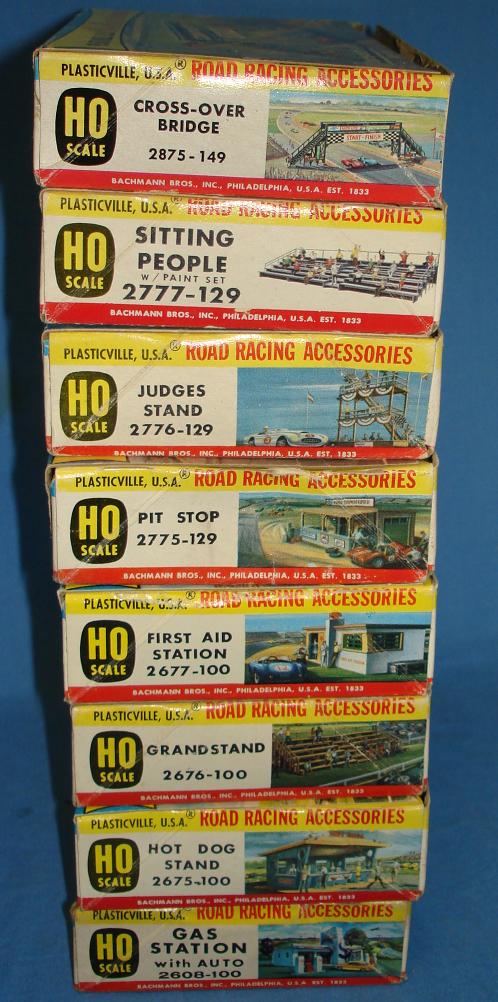 PLASTICVILLE, U.S.A.® ROAD RACING ACCESSORIES
HO
SCALE
CROSS-OVER
BRIDGE
2875-149
START-FINISH
BACHMANN BROS., INC., PHILADELPHIA, U.S.A. EST. 1833
PLASTICVILLE, U.S.A.® ROAD RACING ACCESSORIES
HO
SCALE
SITTING
PEOPLE
W/PAINT SET
2777-129
BACHMANN BROS., INC., PHILADELPHIA, U.S.A. EST. 1833
PLASTICVILLE, U.S.A.® ROAD RACING ACCESSORIES
HO
SCALE
JUDGES
STAND
2776-129
BACHMANN BROS., INC., PHILADELPHIA, U.S.A. EST. 1833
PLASTICVILLE, U.S.A.® ROAD RACING ACCESSORIES
HO
SCALE
PIT STOP
2775-129
BACHMANN BROS., INC., PHILADELPHIA, U.S.A. EST. 1833
PLASTICVILLE, U.S.A.® ROAD RACING ACCESSORIES
HO
SCALE
FIRST AID
STATION
2677-100
BACHMANN BROS., INC., PHILADELPHIA, U.S.A. EST. 1833
PLASTICVILLE, U.S.A.® ROAD RACING ACCESSORIES
HO
SCALE
GRANDSTAND
2676-100
BACHMANN BROS., INC., PHILADELPHIA, U.S.A. EST. 1833
PLASTICVILLE, U.S.A.® ROAD RACING ACCESSORIES
HO
SCALE
HOT DOG
STAND
2675-100
BACHMANN BROS., INC., PHILADELPHIA, U.S.A. EST. 1833
PLASTICVILLE, U.S.A.® ROAD RACING ACCESSORIES
HO
SCALE
GAS
STATION
with AUTO
2608-100
BACHMANN BROS., INC., PHILADELPHIA, U.S.A. EST. 1833